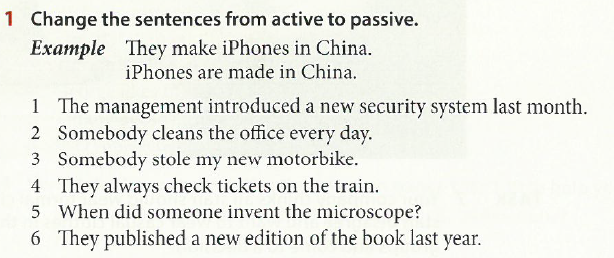 1 Change the sentences from active to passive.
Example They make iPhones in China.
iPhones are made in China.
1 The management introduced a new security system last month.
2 Somebody cleans the office every day.
3 Somebody stole my new motorbike.
4 They always check tickets on the train.
5 When did someone invent the microscope?
6 They published a new edition of the book last year.